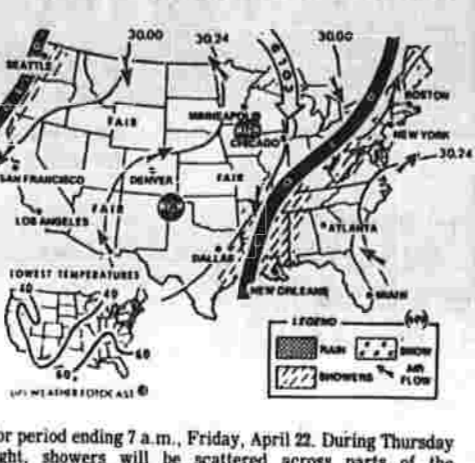 30.00
30.24
30.00
COLD
SEATTLE
FAIR
MINNEAPOLIS
BOSTON
CHICAGO
NEW YORK
30.24
SAN FRANCISCO
DENVER
FAIR
FAIR
LOS ANGELES
ATLANTA
DALLAS
LOWEST TEMPERATURES
NEW ORLEANS
MIAMI
40
40
60
60
LEGEND
RAIN
SNOW
SHOWERS
AIR
FLOW
UPI WEATHER FOTOCAST ©
or period ending 7 a.m., Friday, April 22. During Thursday
ght, showers will be scattered across parts of the